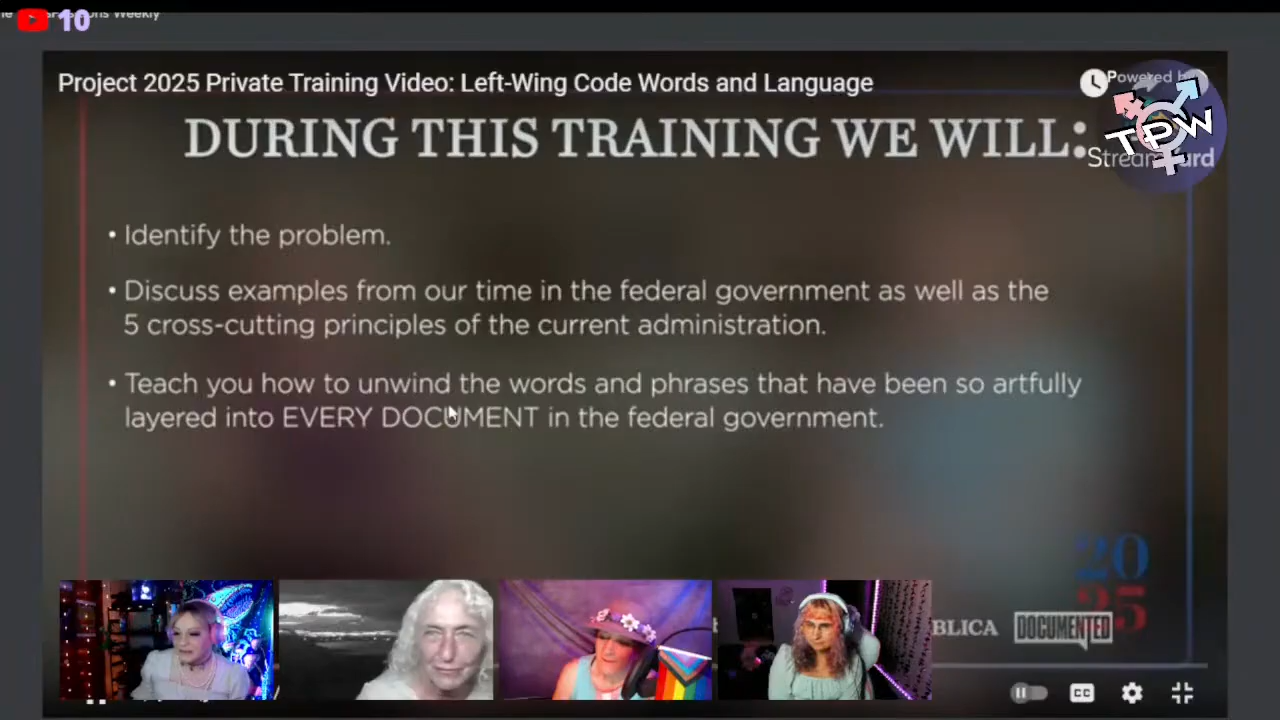 10
Project 2025 Private Training Video: Left-Wing Code Words and Language
Powered b
TPW
DURING THIS TRAINING WE WILL:
• Identify the problem.
• Discuss examples from our time in the federal government as well as the
5 cross-cutting principles of the current administration.
• Teach you how to unwind the words and phrases that have been so artfully
layered into EVERY DOCUMENT in the federal government.
20
25
BLICA DOCUMENTED
CC